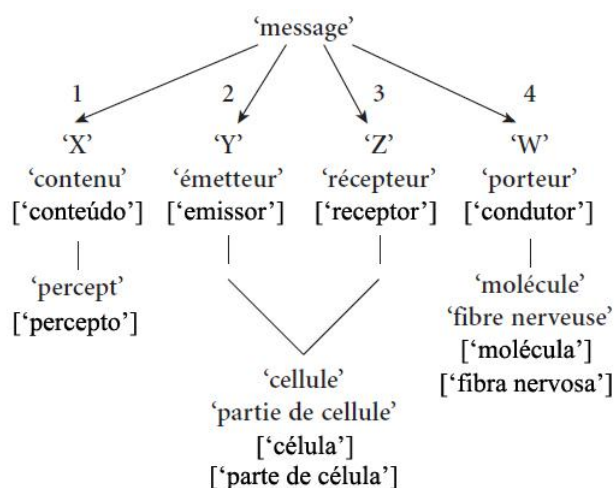 ‘message’
1 2 3 4
‘X’ ‘Y’ ‘Z’ ‘W’
‘contenu’ ‘émetteur’ ‘récepteur’ ‘porteur’
[‘conteúdo’] [‘emissor’] [‘receptor’] [‘condutor’]
‘percept’ ‘molécule’
[‘percepto’] ‘fibre nerveuse’
[‘molécula’]
[‘fibra nervosa’]
‘cellule’
‘partie de cellule’
[‘célula’]
[‘parte de célula’]